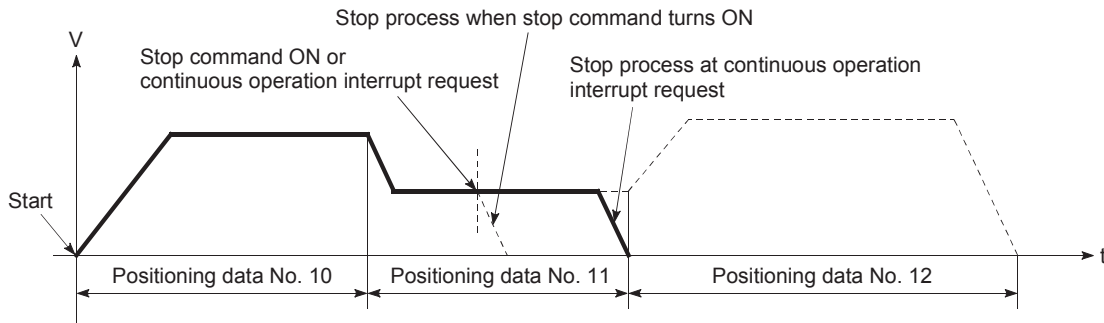 Stop process when stop command turns ON
V
Stop command ON or
continuous operation interrupt request
Stop process at continuous operation
interrupt request
Start
t
Positioning data No. 10
Positioning data No. 11
Positioning data No. 12